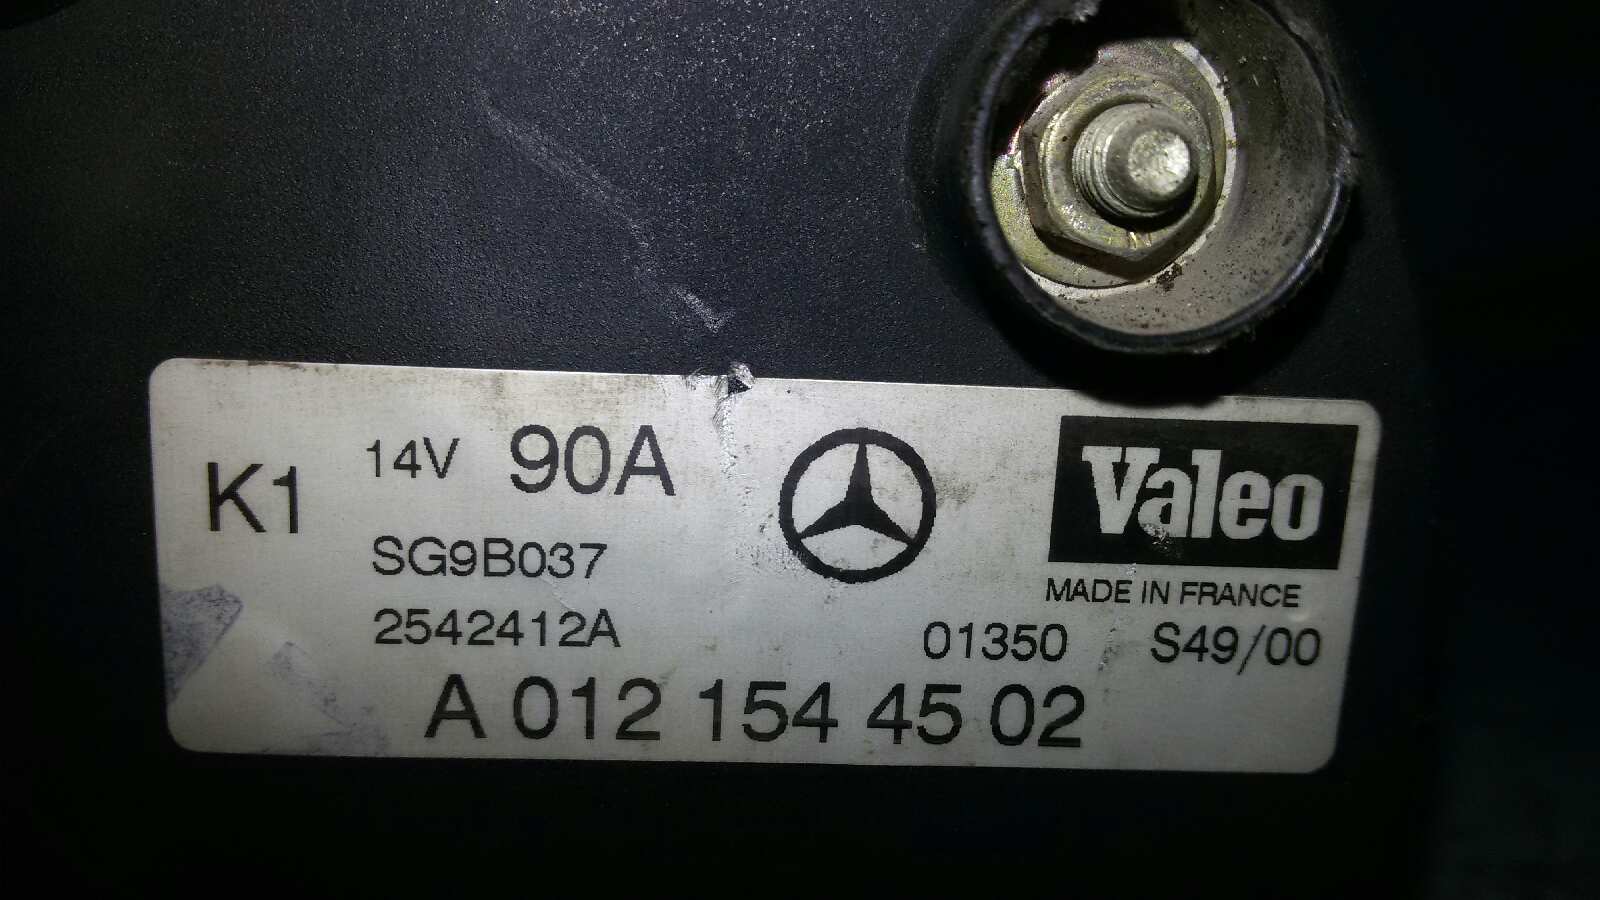 K1 14V 90A Valeo
SG9B037
MADE IN FRANCE
2542412A 01350 S49/00
A 012 154 45 02